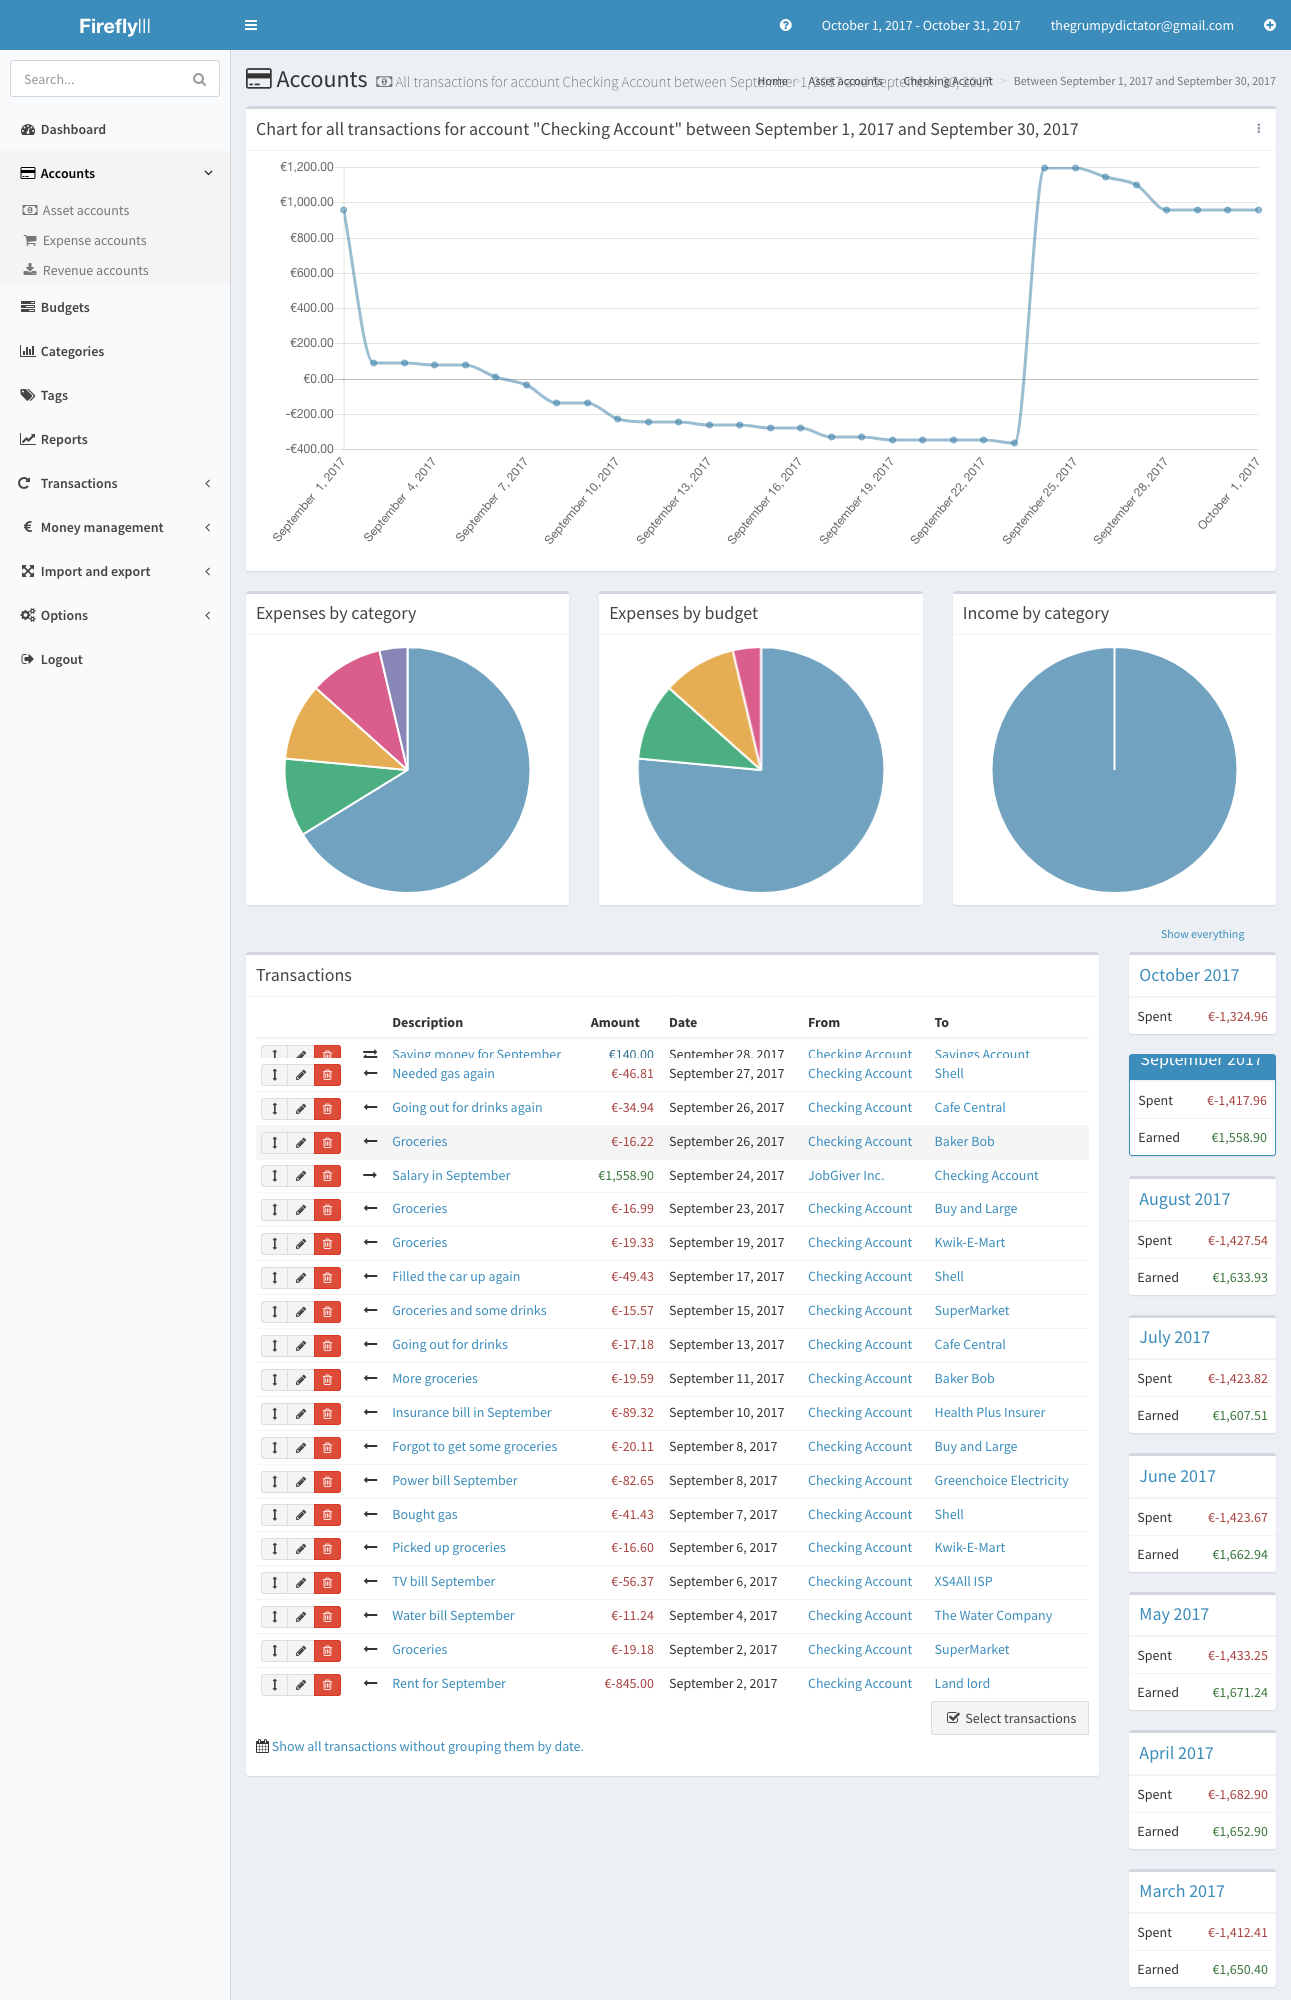 FireflyIII
October 1, 2017 - October 31, 2017
thegrumpydictator@gmail.com
Search...
Dashboard
Accounts
Asset accounts
Expense accounts
Revenue accounts
Budgets
Categories
Tags
Reports
Transactions
€ Money management
Import and export
Options
Logout
Accounts All transactions for account Checking Account between September 1, 2017 and September 30, 2017
Home > Asset accounts > Checking Account > Between September 1, 2017 and September 30, 2017
Chart for all transactions for account "Checking Account" between September 1, 2017 and September 30, 2017
€1,200.00
€1,000.00
€800.00
€600.00
€400.00
€200.00
€0.00
-€200.00
-€400.00
September 1, 2017
September 4, 2017
September 7, 2017
September 10, 2017
September 13, 2017
September 16, 2017
September 19, 2017
September 22, 2017
September 25, 2017
September 28, 2017
October 1, 2017
Expenses by category
Expenses by budget
Income by category
Transactions
Description Amount Date From To
Saving money for September €140.00 September 28, 2017 Checking Account Savings Account
Needed gas again €-46.81 September 27, 2017 Checking Account Shell
Going out for drinks again €-34.94 September 26, 2017 Checking Account Cafe Central
Groceries €-16.22 September 26, 2017 Checking Account Baker Bob
Salary in September €1,558.90 September 24, 2017 JobGiver Inc. Checking Account
Groceries €-16.99 September 23, 2017 Checking Account Buy and Large
Groceries €-19.33 September 19, 2017 Checking Account Kwik-E-Mart
Filled the car up again €-49.43 September 17, 2017 Checking Account Shell
Groceries and some drinks €-15.57 September 15, 2017 Checking Account SuperMarket
Going out for drinks €-17.18 September 13, 2017 Checking Account Cafe Central
More groceries €-19.59 September 11, 2017 Checking Account Baker Bob
Insurance bill in September €-89.32 September 10, 2017 Checking Account Health Plus Insurer
Forgot to get some groceries €-20.11 September 8, 2017 Checking Account Buy and Large
Power bill September €-82.65 September 8, 2017 Checking Account Greenchoice Electricity
Bought gas €-41.43 September 7, 2017 Checking Account Shell
Picked up groceries €-16.60 September 6, 2017 Checking Account Kwik-E-Mart
TV bill September €-56.37 September 6, 2017 Checking Account XS4All ISP
Water bill September €-11.24 September 4, 2017 Checking Account The Water Company
Groceries €-19.18 September 2, 2017 Checking Account SuperMarket
Rent for September €-845.00 September 2, 2017 Checking Account Land lord
Select transactions
Show all transactions without grouping them by date.
Show everything
October 2017
Spent €-1,324.96
September 2017
Spent €-1,417.96
Earned €1,558.90
August 2017
Spent €-1,427.54
Earned €1,633.93
July 2017
Spent €-1,423.82
Earned €1,607.51
June 2017
Spent €-1,423.67
Earned €1,662.94
May 2017
Spent €-1,433.25
Earned €1,671.24
April 2017
Spent €-1,682.90
Earned €1,652.90
March 2017
Spent €-1,412.41
Earned €1,650.40